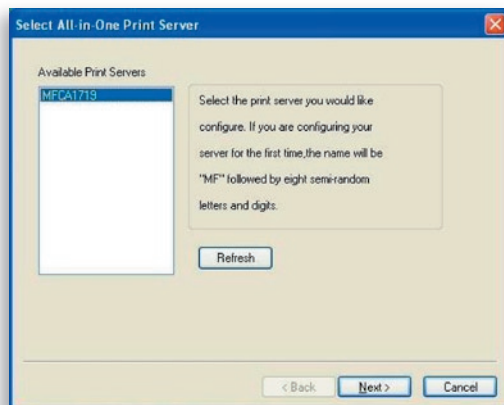 Select All-in-One Print Server
Available Print Servers
MFCA1719
Select the print server you would like
configure. If you are configuring your
server for the first time,the name will be
"MF" followed by eight semi-random
letters and digits.
Refresh
< Back
Next >
Cancel